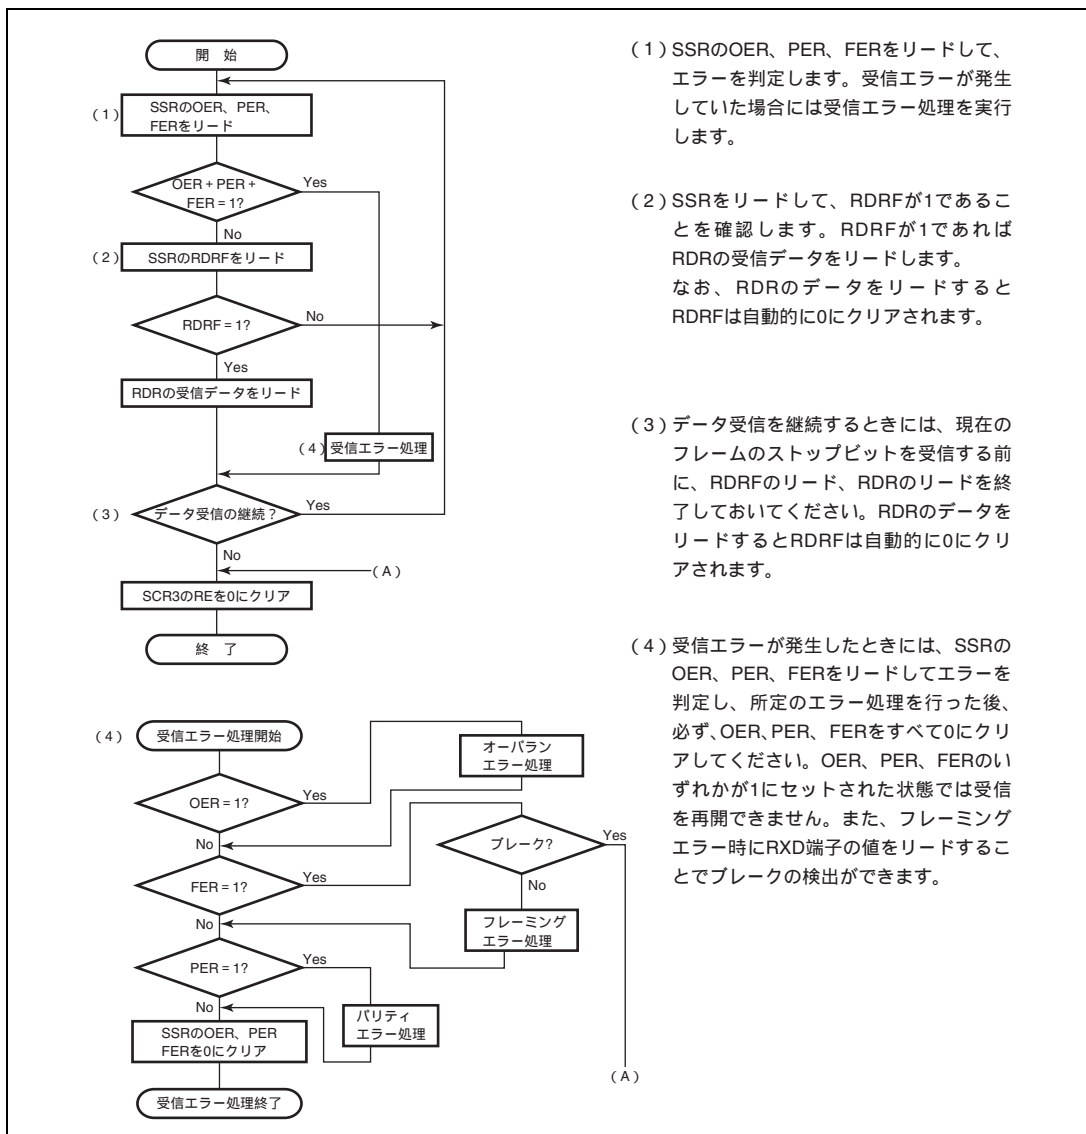 開 始
(1)
SSRのOER、PER、
FERをリード
OER + PER +
FER = 1?
Yes
No
(2)
SSRのRDRFをリード
RDRF = 1?
No
Yes
RDRの受信データをリード
(4)
受信エラー処理
(3)
データ受信の継続?
Yes
No
(A)
SCR3のREを0にクリア
終 了
(4)
受信エラー処理開始
OER = 1?
Yes
オーバラン
エラー処理
No
FER = 1?
Yes
ブレーク?
Yes
No
フレーミング
エラー処理
No
PER = 1?
Yes
パリティ
エラー処理
No
SSRのOER、PER
FERを0にクリア
(A)
受信エラー処理終了
(1)SSRのOER、PER、FERをリードして、
エラーを判定します。受信エラーが発生
していた場合には受信エラー処理を実行
します。
(2)SSRをリードして、RDRFが1であるこ
とを確認します。RDRFが1であれば
RDRの受信データをリードします。
なお、RDRのデータをリードすると
RDRFは自動的に0にクリアされます。
(3)データ受信を継続するときには、現在の
フレームのストップビットを受信する前
に、RDRFのリード、RDRのリードを終
了しておいてください。RDRのデータを
リードするとRDRFは自動的に0にクリ
アされます。
(4)受信エラーが発生したときには、SSRの
OER、PER、FERをリードしてエラーを
判定し、所定のエラー処理を行った後、
必ず、OER、PER、FERをすべて0にクリ
アしてください。OER、PER、FERのい
ずれかが1にセットされた状態では受信
を再開できません。また、フレーミング
エラー時にRXD端子の値をリードするこ
とでブレークの検出ができます。